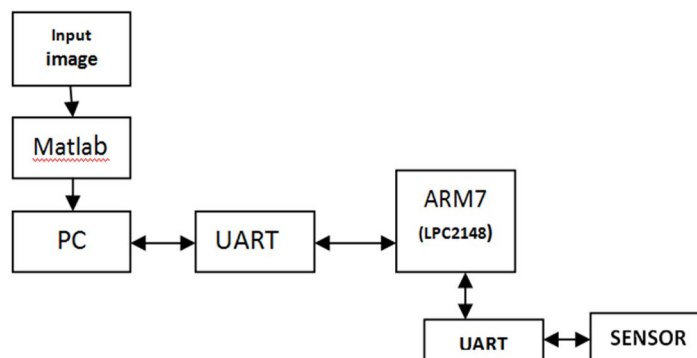 Input
image
Matlab
PC
UART
ARM7
(LPC2148)
UART
SENSOR